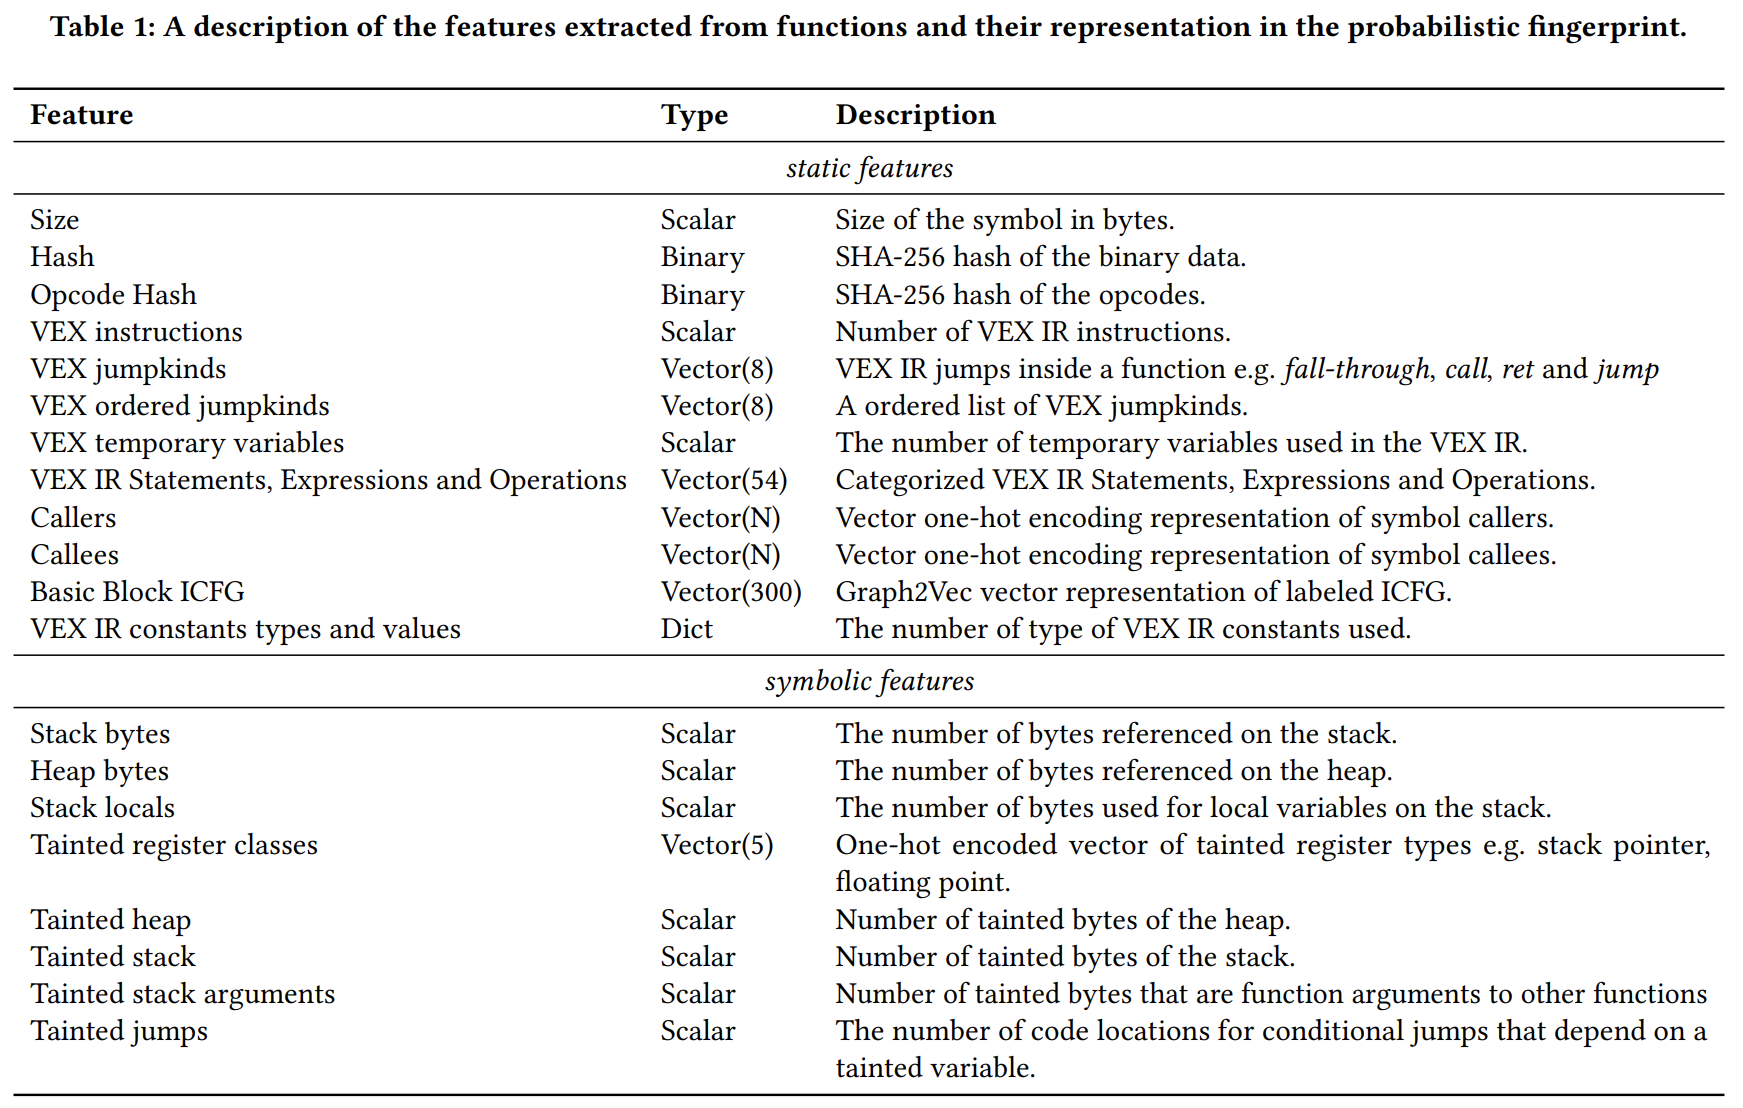 Table 1: A description of the features extracted from functions and their representation in the probabilistic fingerprint.
Feature Type Description
static features
Size Scalar Size of the symbol in bytes.
Hash Binary SHA-256 hash of the binary data.
Opcode Hash Binary SHA-256 hash of the opcodes.
VEX instructions Scalar Number of VEX IR instructions.
VEX jumpkinds Vector(8) VEX IR jumps inside a function e.g. fall-through, call, ret and jump
VEX ordered jumpkinds Vector(8) A ordered list of VEX jumpkinds.
VEX temporary variables Scalar The number of temporary variables used in the VEX IR.
VEX IR Statements, Expressions and Operations Vector(54) Categorized VEX IR Statements, Expressions and Operations.
Callers Vector(N) Vector one-hot encoding representation of symbol callers.
Callees Vector(N) Vector one-hot encoding representation of symbol callees.
Basic Block ICFG Vector(300) Graph2Vec vector representation of labeled ICFG.
VEX IR constants types and values Dict The number of type of VEX IR constants used.
symbolic features
Stack bytes Scalar The number of bytes referenced on the stack.
Heap bytes Scalar The number of bytes referenced on the heap.
Stack locals Scalar The number of bytes used for local variables on the stack.
Tainted register classes Vector(5) One-hot encoded vector of tainted register types e.g. stack pointer,
floating point.
Tainted heap Scalar Number of tainted bytes of the heap.
Tainted stack Scalar Number of tainted bytes of the stack.
Tainted stack arguments Scalar Number of tainted bytes that are function arguments to other functions
Tainted jumps Scalar The number of code locations for conditional jumps that depend on a
tainted variable.